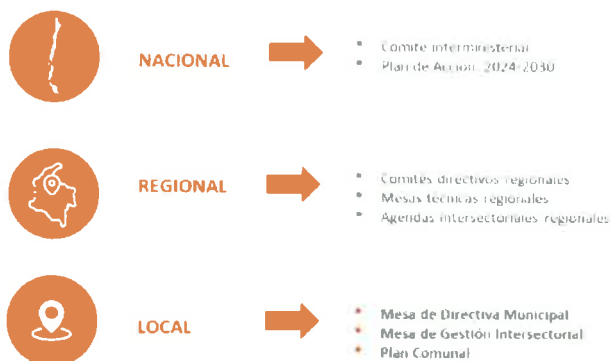 NACIONAL
Comité interministerial
Plan de Acción 2024-2030
REGIONAL
Comités directivos regionales
Mesas técnicas regionales
Agendas intersectoriales regionales
LOCAL
Mesa de Directiva Municipal
Mesa de Gestión Intersectorial
Plan Comunal